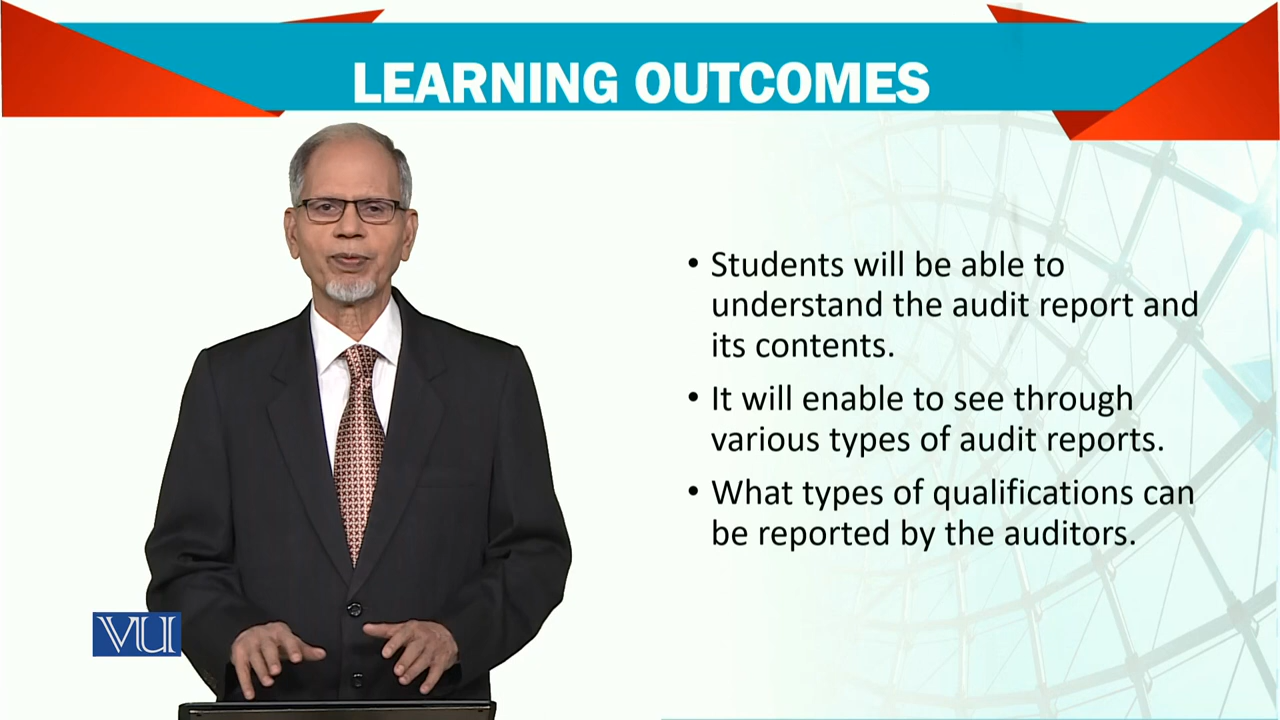 LEARNING OUTCOMES
• Students will be able to
understand the audit report and
its contents.
• It will enable to see through
various types of audit reports.
• What types of qualifications can
be reported by the auditors.
VU